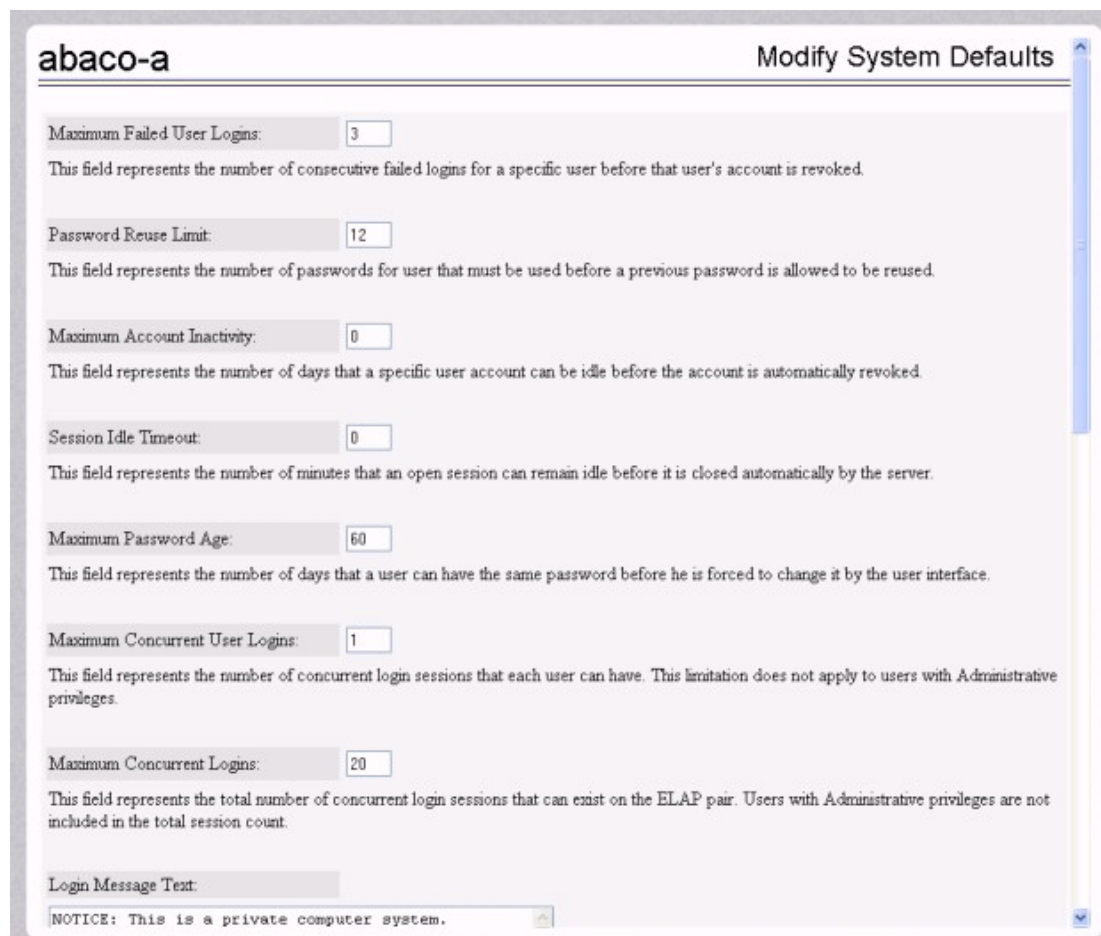 abaco-a
Modify System Defaults
Maximum Failed User Logins: 3
This field represents the number of consecutive failed logins for a specific user before that user's account is revoked.
Password Reuse Limit: 12
This field represents the number of passwords for user that must be used before a previous password is allowed to be reused.
Maximum Account Inactivity: 0
This field represents the number of days that a specific user account can be idle before the account is automatically revoked.
Session Idle Timeout: 0
This field represents the number of minutes that an open session can remain idle before it is closed automatically by the server.
Maximum Password Age: 60
This field represents the number of days that a user can have the same password before he is forced to change it by the user interface.
Maximum Concurrent User Logins: 1
This field represents the number of concurrent login sessions that each user can have. This limitation does not apply to users with Administrative
privileges.
Maximum Concurrent Logins: 20
This field represents the total number of concurrent login sessions that can exist on the ELAP pair. Users with Administrative privileges are not
included in the total session count.
Login Message Text:
NOTICE: This is a private computer system.